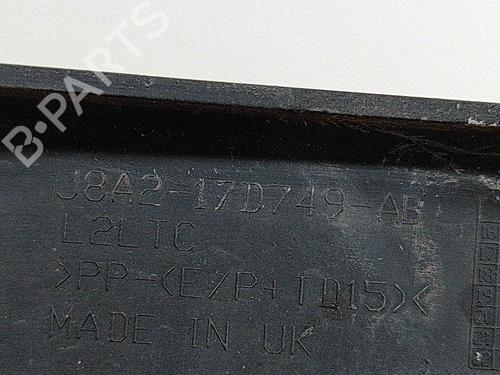 B-PARTS
J8A2-17D749-AB
L2LTC
>PP-<(E/P+TD15)<
MADE IN UK